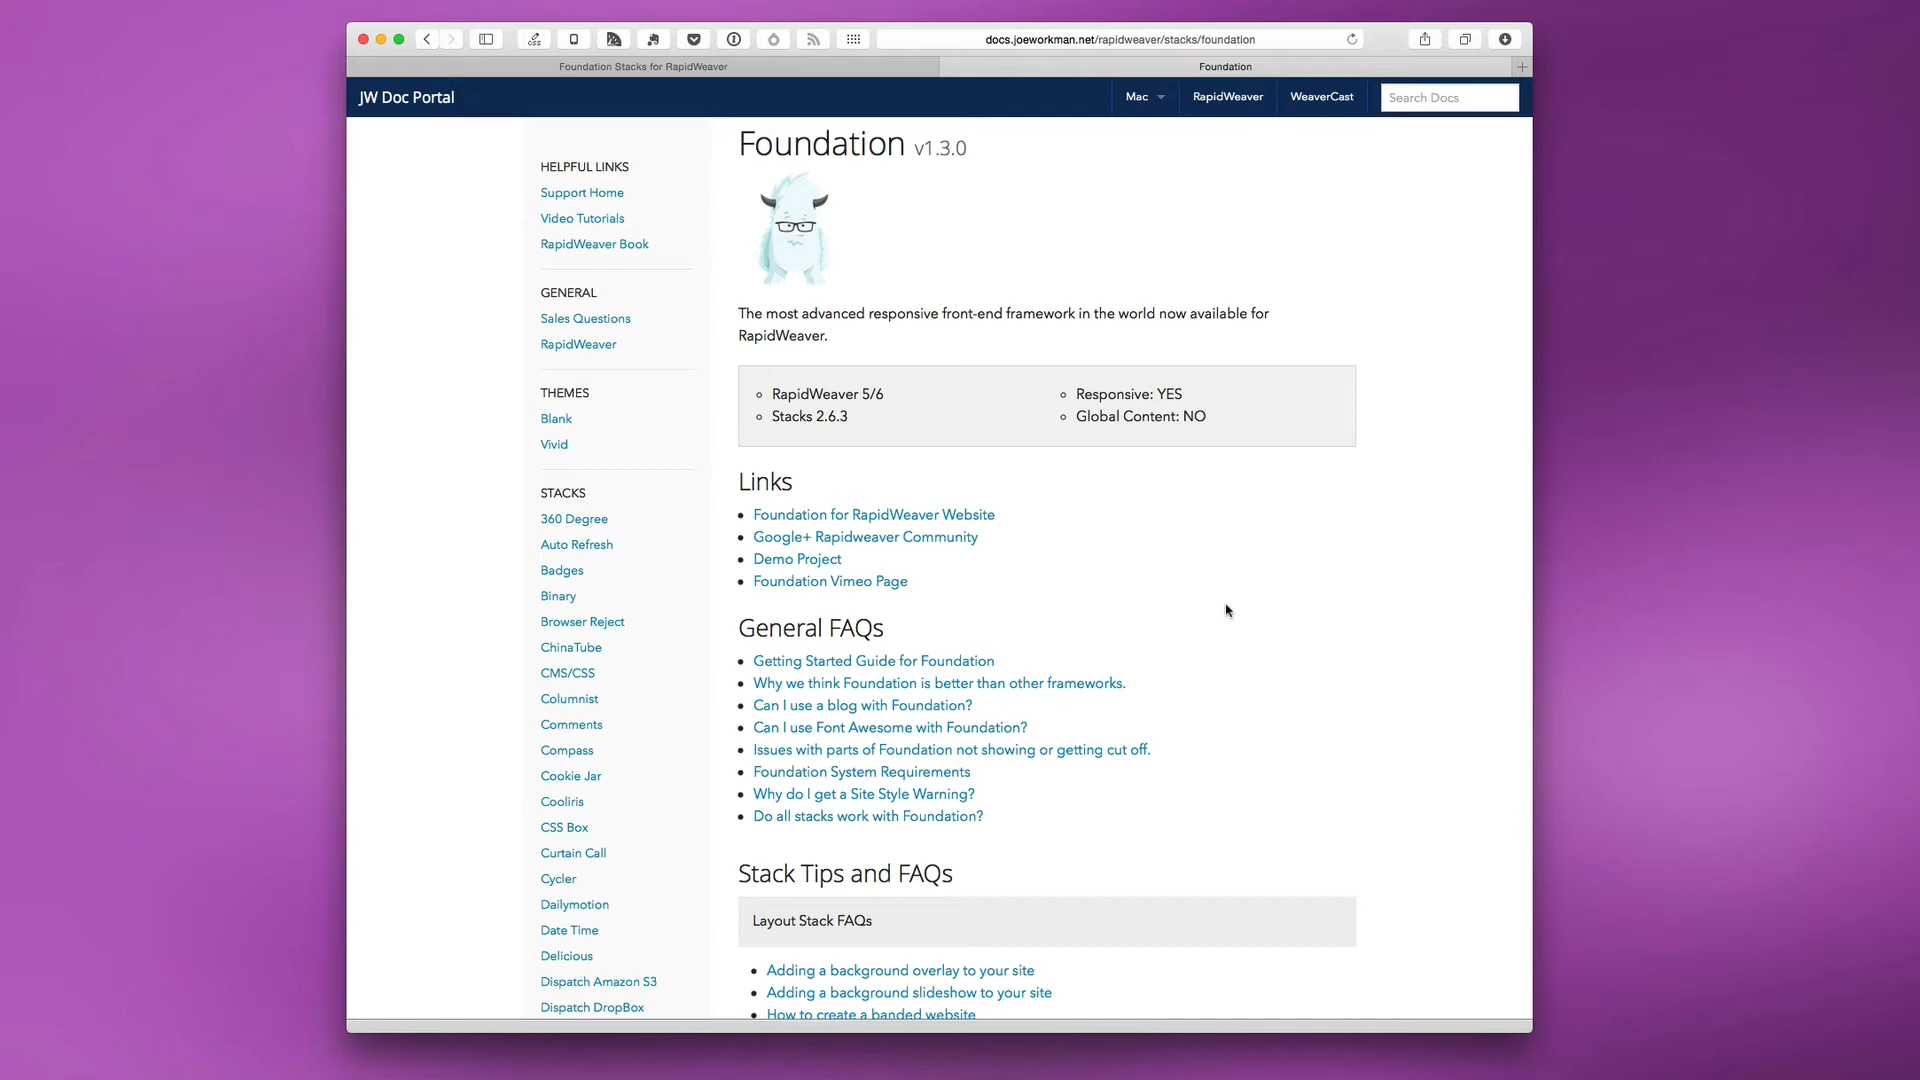 docs.joeworkman.net/rapidweaver/stacks/foundation
Foundation Stacks for RapidWeaver
Foundation
JW Doc Portal
Mac
RapidWeaver
WeaverCast
Search Docs
HELPFUL LINKS
Support Home
Video Tutorials
RapidWeaver Book
GENERAL
Sales Questions
RapidWeaver
THEMES
Blank
Vivid
STACKS
360 Degree
Auto Refresh
Badges
Binary
Browser Reject
ChinaTube
CMS/CSS
Columnist
Comments
Compass
Cookie Jar
Cooliris
CSS Box
Curtain Call
Cycler
Dailymotion
Date Time
Delicious
Dispatch Amazon S3
Dispatch DropBox
Foundation v1.3.0
The most advanced responsive front-end framework in the world now available for
RapidWeaver.
RapidWeaver 5/6
Stacks 2.6.3
Responsive: YES
Global Content: NO
Links
Foundation for RapidWeaver Website
Google+ Rapidweaver Community
Demo Project
Foundation Vimeo Page
General FAQs
Getting Started Guide for Foundation
Why we think Foundation is better than other frameworks.
Can I use a blog with Foundation?
Can I use Font Awesome with Foundation?
Issues with parts of Foundation not showing or getting cut off.
Foundation System Requirements
Why do I get a Site Style Warning?
Do all stacks work with Foundation?
Stack Tips and FAQs
Layout Stack FAQs
Adding a background overlay to your site
Adding a background slideshow to your site
How to create a banded website